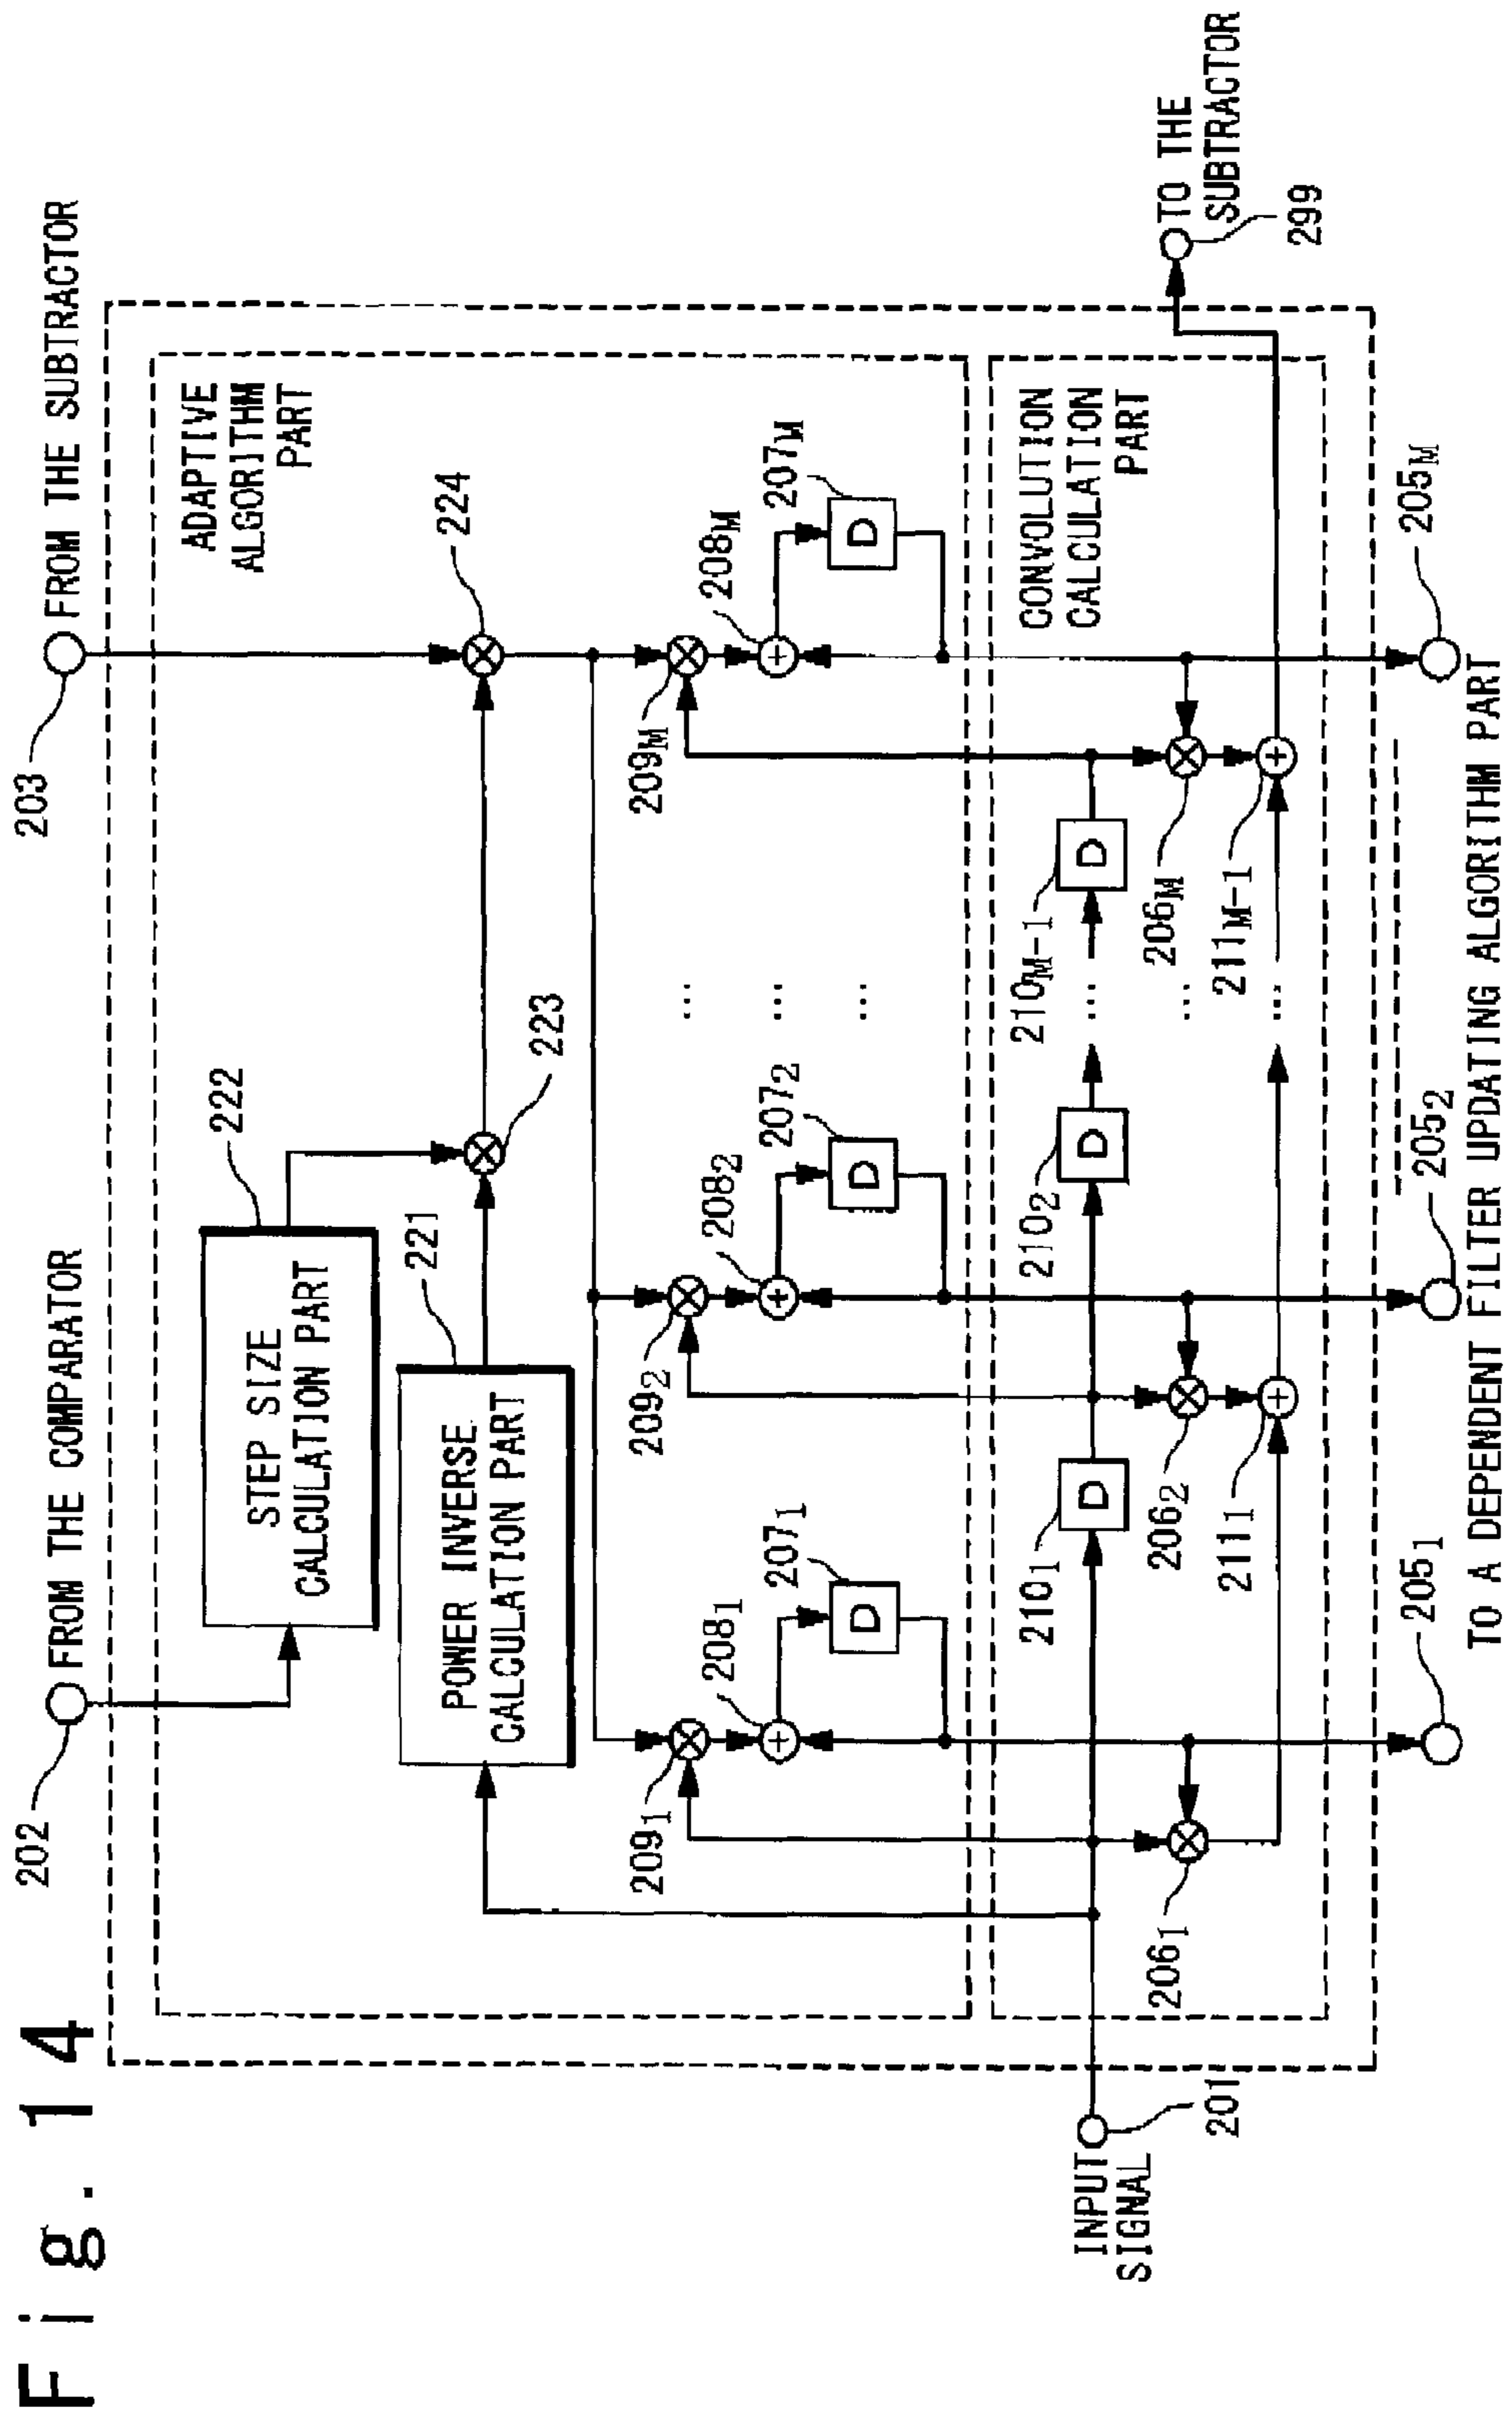 Fig. 14
202
FROM THE COMPARATOR
203
FROM THE SUBTRACTOR
ADAPTIVE
ALGORITHM
PART
222
STEP SIZE
CALCULATION PART
221
POWER INVERSE
CALCULATION PART
223
224
209₁
208₁
207₁
D
209₂
208₂
207₂
D
...
...
...
209M
208M
207M
D
CONVOLUTION
CALCULATION
PART
INPUT
SIGNAL
201
210₁
D
210₂
D
...
210M-1
D
206₁
206₂
...
206M
211₁
...
211M-1
TO THE
SUBTRACTOR
299
205₁
205₂
205M
TO A DEPENDENT FILTER UPDATING ALGORITHM PART